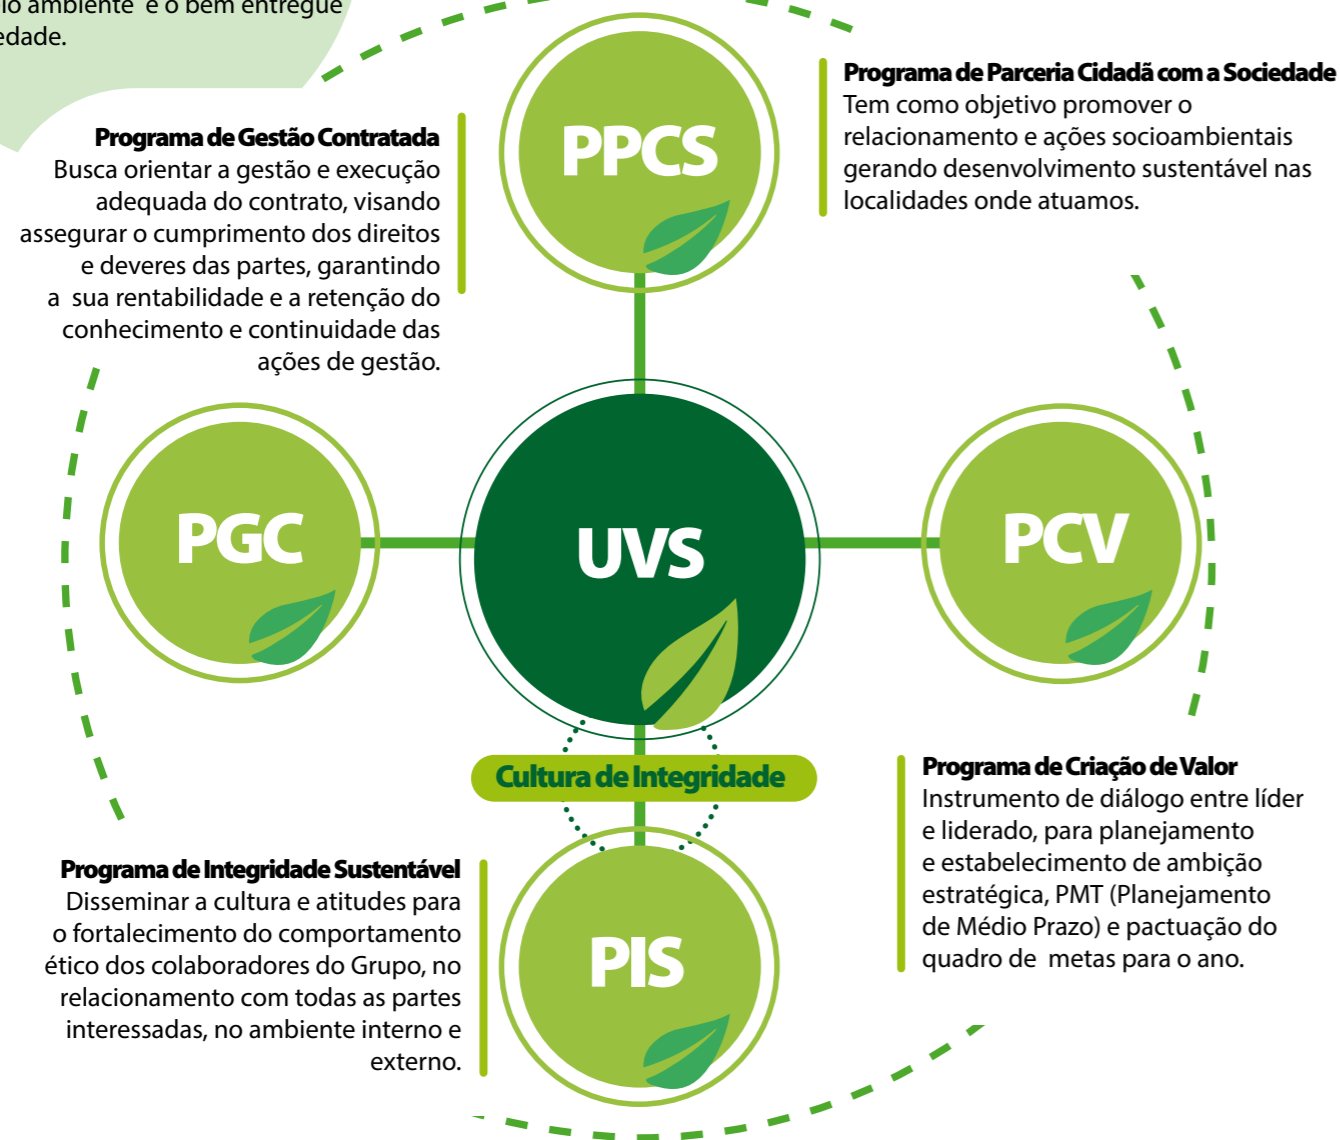 e o bem entregue
Programa de Parceria Cidadã com a Sociedade
Tem como objetivo promover o
relacionamento e ações socioambientais
gerando desenvolvimento sustentável nas
localidades onde atuamos.
Programa de Gestão Contratada
Busca orientar a gestão e execução
adequada do contrato, visando
assegurar o cumprimento dos direitos
e deveres das partes, garantindo
a sua rentabilidade e a retenção do
conhecimento e continuidade das
ações de gestão.
PPCS
PGC
UVS
PCV
Cultura de Integridade
Programa de Criação de Valor
Instrumento de diálogo entre líder
e liderado, para planejamento
e estabelecimento de ambição
estratégica, PMT (Planejamento
de Médio Prazo) e pactuação do
quadro de metas para o ano.
Programa de Integridade Sustentável
Disseminar a cultura e atitudes para
o fortalecimento do comportamento
ético dos colaboradores do Grupo, no
relacionamento com todas as partes
interessadas, no ambiente interno e
externo.
PIS